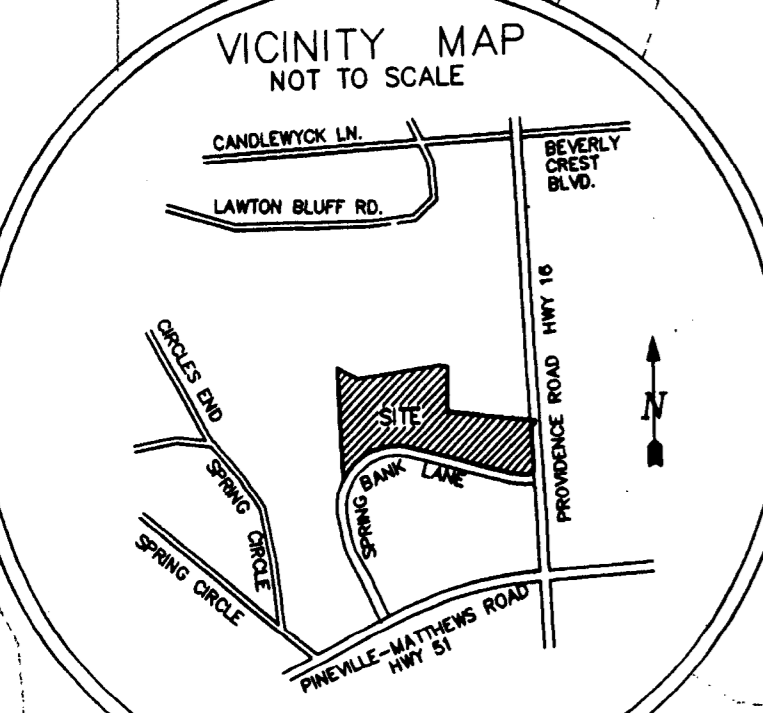 VICINITY MAP
NOT TO SCALE
CANDLEWYCK LN.
BEVERLY
CREST
BLVD.
LAWTON BLUFF RD.
PROVIDENCE ROAD HWY 16
CIRCLES END
SITE
N
SPRING BANK LANE
SPRING CIRCLE
SPRING CIRCLE
PINEVILLE-MATTHEWS ROAD
HWY 51